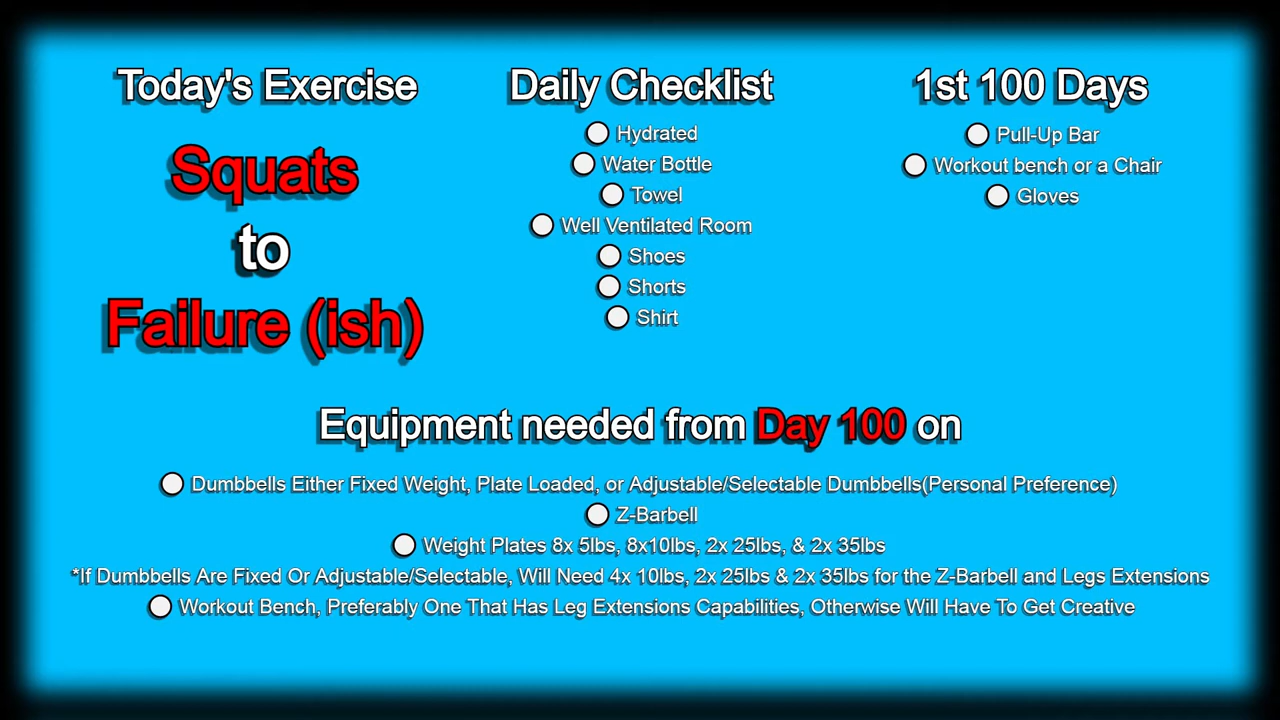 Today's Exercise
Squats
to
Failure (ish)
Daily Checklist
Hydrated
Water Bottle
Towel
Well Ventilated Room
Shoes
Shorts
Shirt
1st 100 Days
Pull-Up Bar
Workout bench or a Chair
Gloves
Equipment needed from Day 100 on
Dumbbells Either Fixed Weight, Plate Loaded, or Adjustable/Selectable Dumbbells(Personal Preference)
Z-Barbell
Weight Plates 8x 5lbs, 8x10lbs, 2x 25lbs, & 2x 35lbs
*If Dumbbells Are Fixed Or Adjustable/Selectable, Will Need 4x 10lbs, 2x 25lbs & 2x 35lbs for the Z-Barbell and Legs Extensions
Workout Bench, Preferably One That Has Leg Extensions Capabilities, Otherwise Will Have To Get Creative